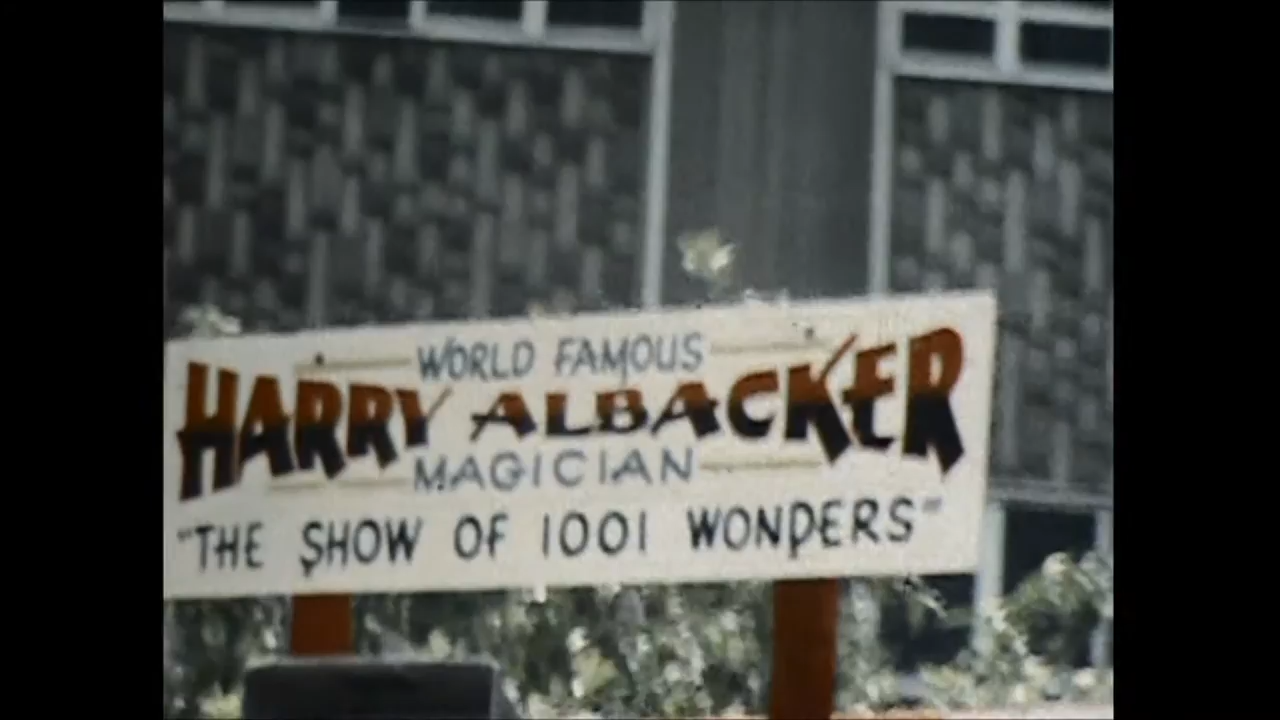 WORLD FAMOUS
HARRY ALBACKER
MAGICIAN
"THE SHOW OF 1001 WONDERS"